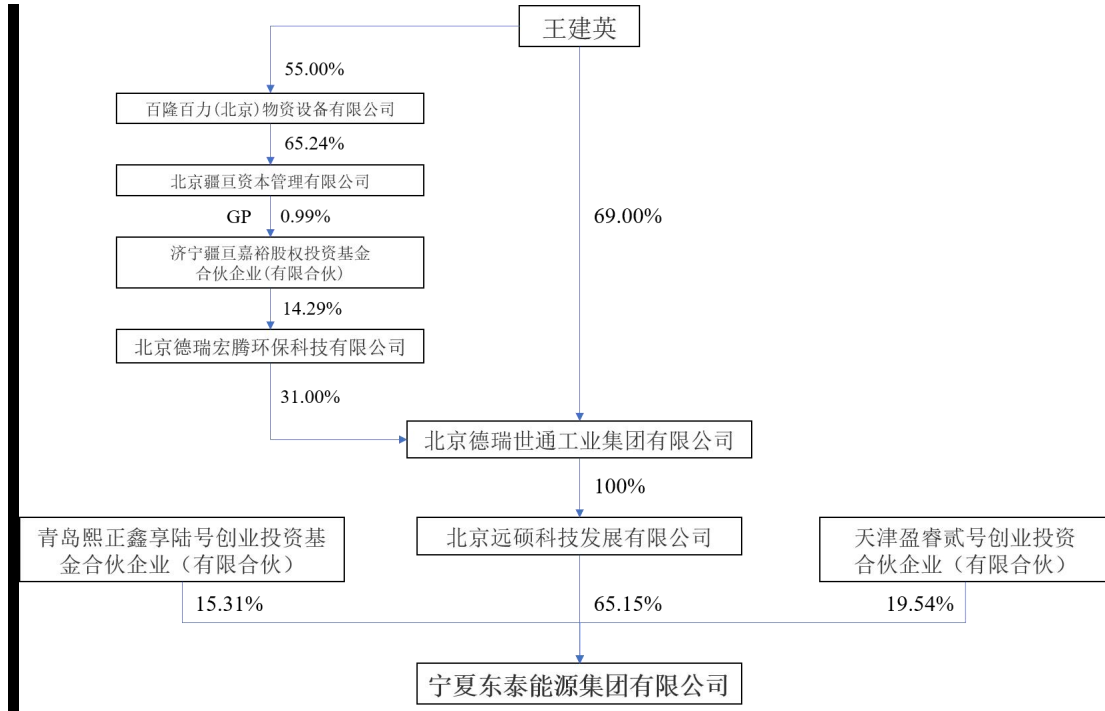 王建英
55.00%
百隆百力(北京)物资设备有限公司
65.24%
北京疆亘资本管理有限公司
GP 0.99%
69.00%
济宁疆亘嘉裕股权投资基金
合伙企业(有限合伙)
14.29%
北京德瑞宏腾环保科技有限公司
31.00%
北京德瑞世通工业集团有限公司
100%
青岛熙正鑫享陆号创业投资基
金合伙企业（有限合伙）
北京远硕科技发展有限公司
天津盈睿贰号创业投资
合伙企业（有限合伙）
15.31%
65.15%
19.54%
宁夏东泰能源集团有限公司